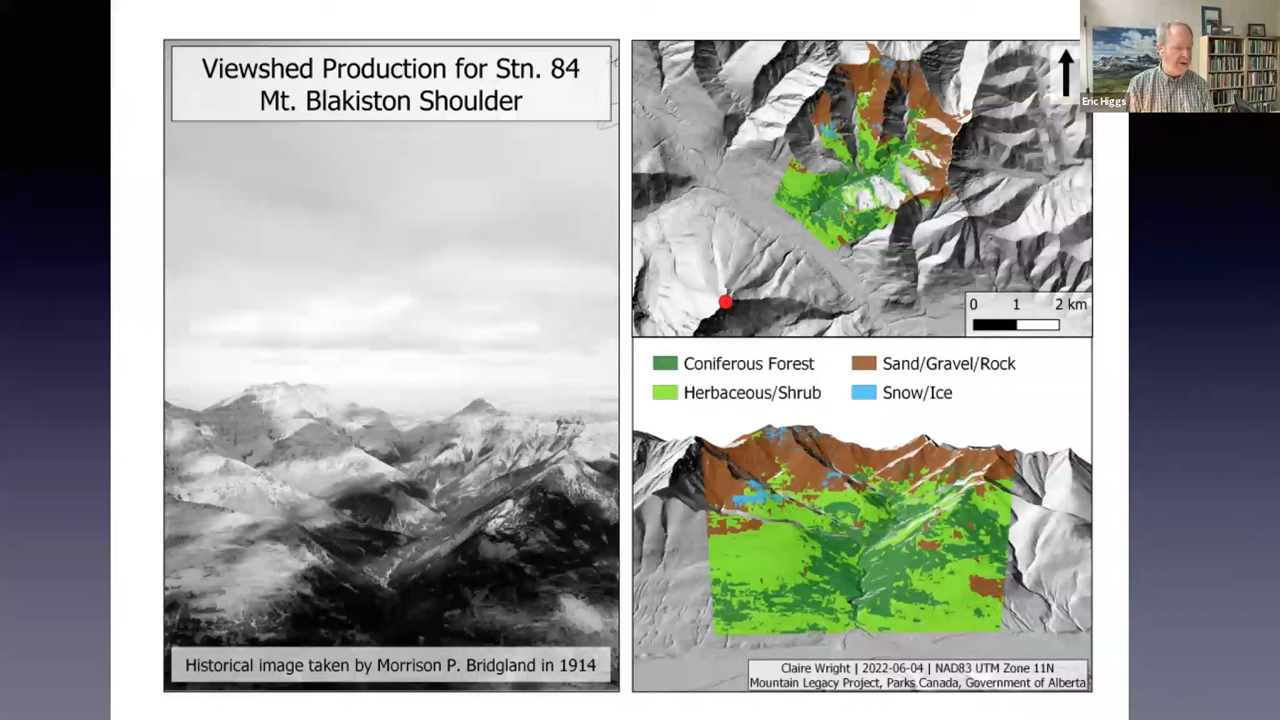 Viewshed Production for Stn. 84
Mt. Blakiston Shoulder
Historical image taken by Morrison P. Bridgland in 1914
0 1 2 km
Coniferous Forest
Sand/Gravel/Rock
Herbaceous/Shrub
Snow/Ice
Claire Wright | 2022-06-04 | NAD83 UTM Zone 11N
Mountain Legacy Project, Parks Canada, Government of Alberta
Eric Higgs